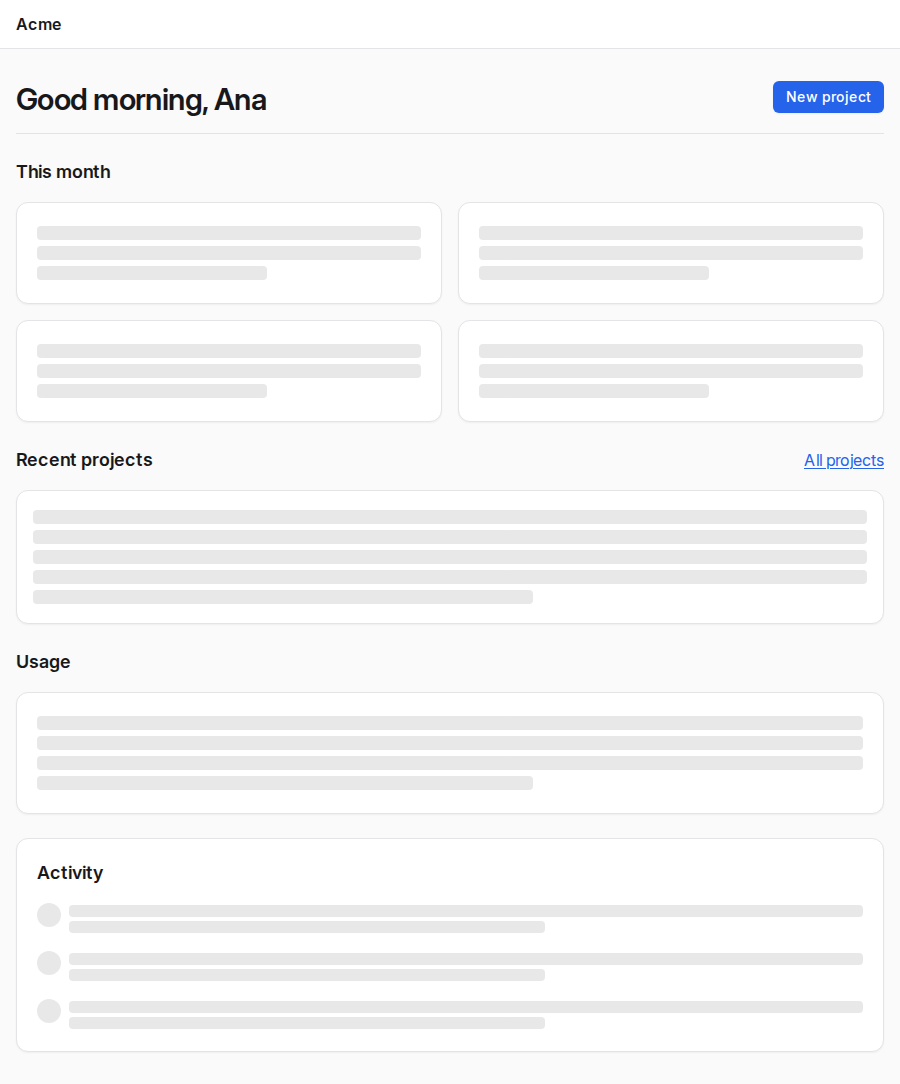 Acme
Good morning, Ana
New project
This month
Recent projects
All projects
Usage
Activity